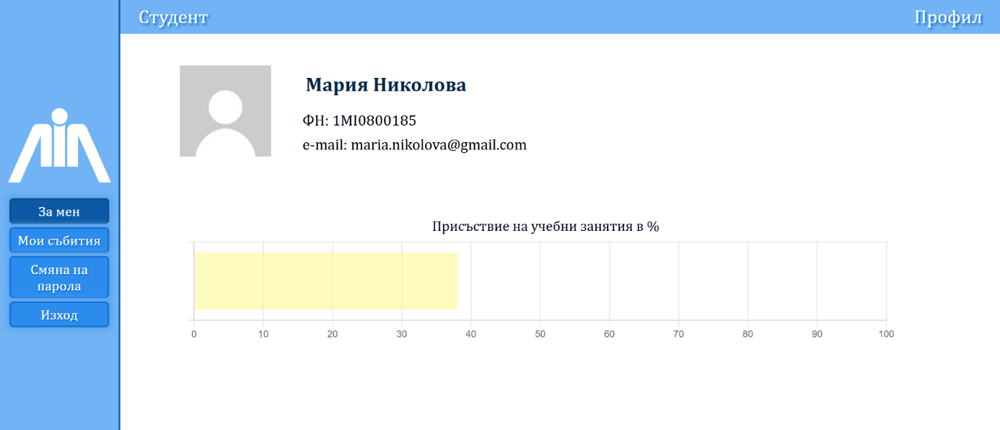 Студент
Профил
Мария Николова
ФН: 1MI0800185
e-mail: maria.nikolova@gmail.com
За мен
Мои събития
Смяна на
парола
Изход
Присъствие на учебни занятия в %
0 10 20 30 40 50 60 70 80 90 100